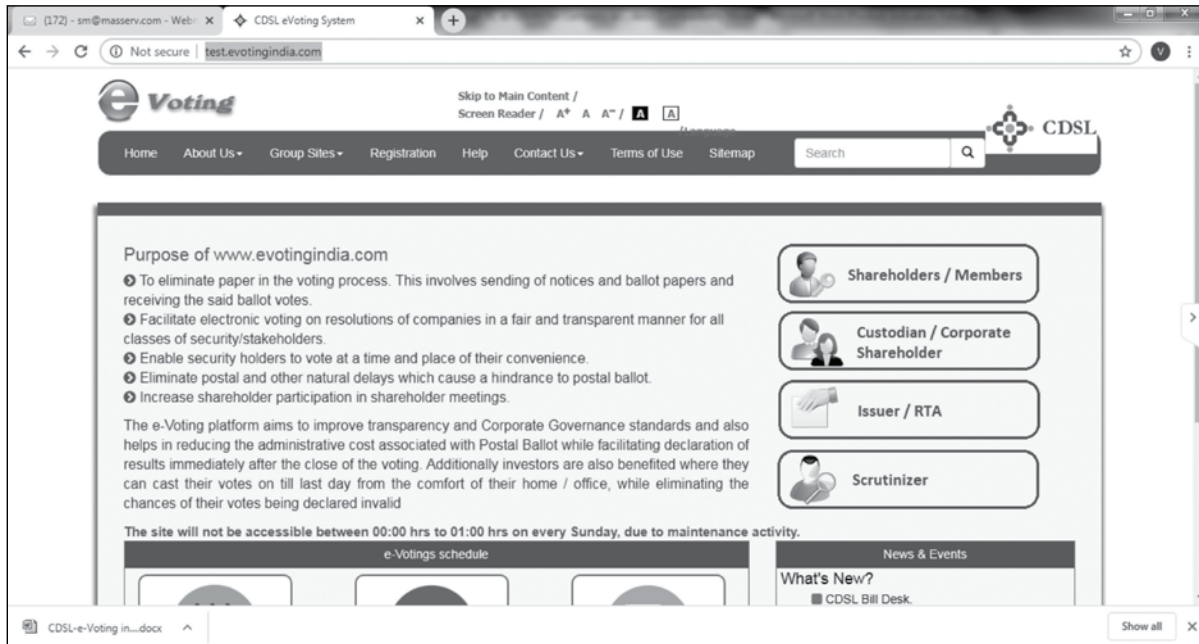 (172) - sm@masserv.com - Web
CDSL eVoting System
Not secure | test.evotingindia.com
V
e Voting
Skip to Main Content /
Screen Reader / A+ A A- / A A
CDSL
Home About Us Group Sites Registration Help Contact Us Terms of Use Sitemap Search
Purpose of www.evotingindia.com
To eliminate paper in the voting process. This involves sending of notices and ballot papers and
receiving the said ballot votes.
Facilitate electronic voting on resolutions of companies in a fair and transparent manner for all
classes of security/stakeholders.
Enable security holders to vote at a time and place of their convenience.
Eliminate postal and other natural delays which cause a hindrance to postal ballot.
Increase shareholder participation in shareholder meetings.
The e-Voting platform aims to improve transparency and Corporate Governance standards and also
helps in reducing the administrative cost associated with Postal Ballot while facilitating declaration of
results immediately after the close of the voting. Additionally investors are also benefited where they
can cast their votes on till last day from the comfort of their home / office, while eliminating the
chances of their votes being declared invalid
Shareholders / Members
Custodian / Corporate
Shareholder
Issuer / RTA
Scrutinizer
The site will not be accessible between 00:00 hrs to 01:00 hrs on every Sunday, due to maintenance activity.
e-Votings schedule
News & Events
What's New?
CDSL Bill Desk.
CDSL-e-Voting in....docx
Show all